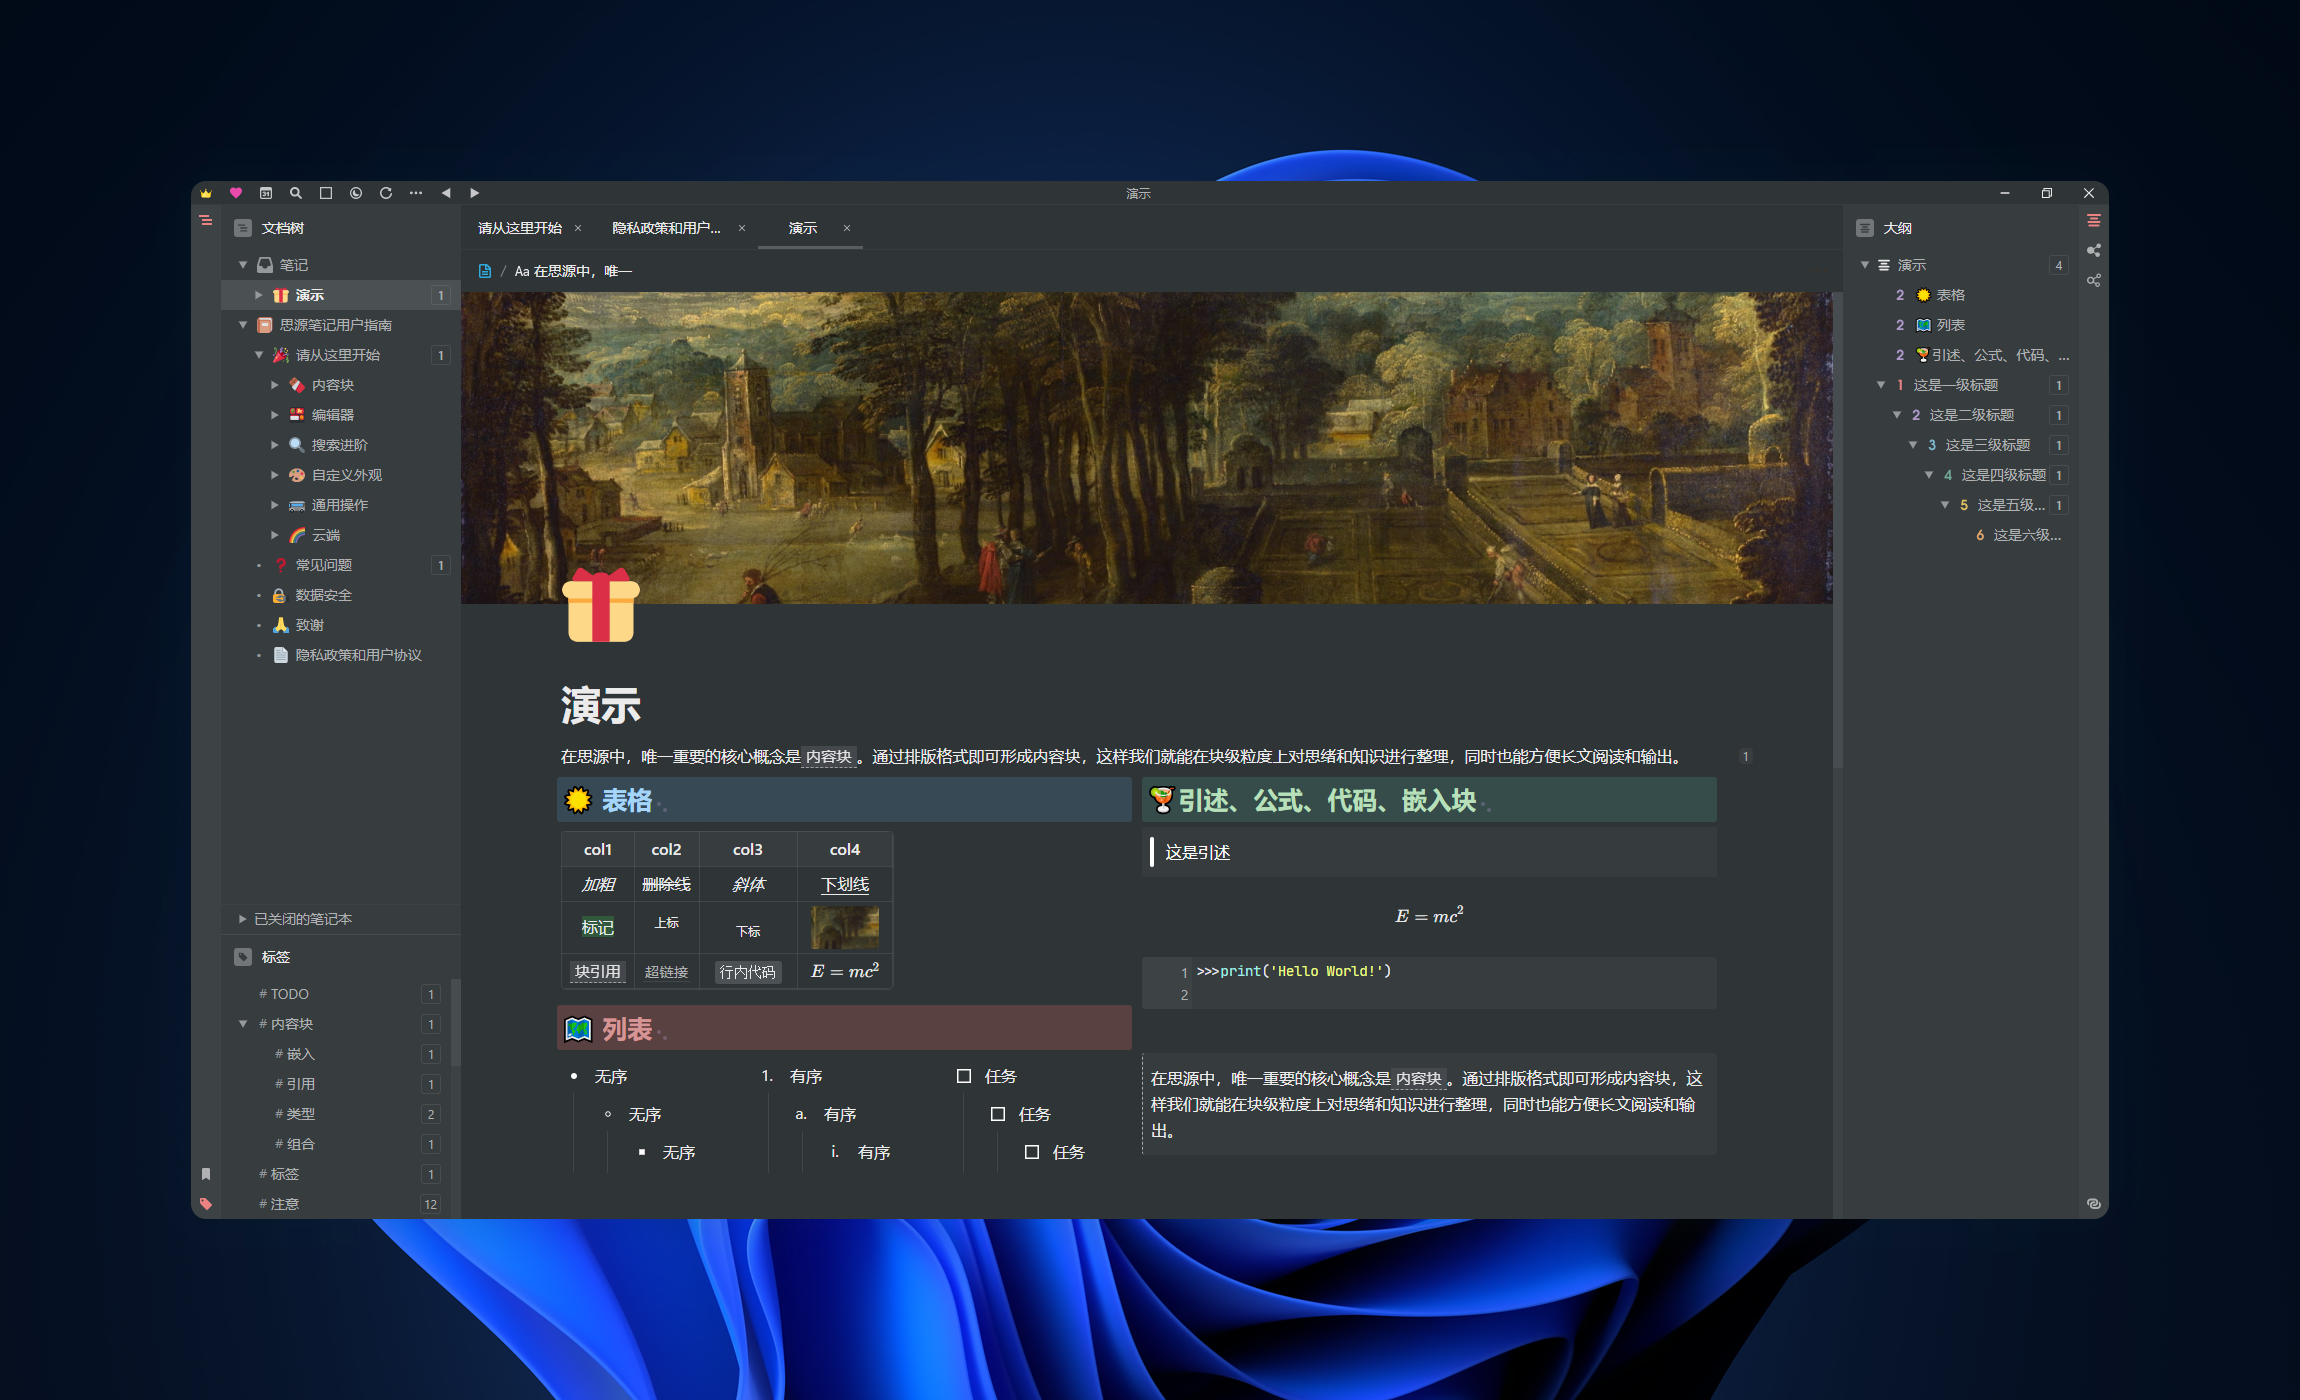 演示
文档树
笔记
演示 1
思源笔记用户指南
请从这里开始 1
内容块
编辑器
搜索进阶
自定义外观
通用操作
云端
常见问题 1
数据安全
致谢
隐私政策和用户协议
已关闭的笔记本
标签
# TODO 1
# 内容块 1
# 嵌入 1
# 引用 1
# 类型 2
# 组合 1
# 标签 1
# 注意 12
请从这里开始 × 隐私政策和用户... × 演示 ×
/ Aa 在思源中，唯一
演示
在思源中，唯一重要的核心概念是 内容块 。通过排版格式即可形成内容块，这样我们就能在块级粒度上对思绪和知识进行整理，同时也能方便长文阅读和输出。 1
表格
col1 col2 col3 col4
加粗 删除线 斜体 下划线
标记 上标 下标
块引用 超链接 行内代码 E = mc²
列表
• 无序
◦ 无序
▪ 无序
1. 有序
a. 有序
i. 有序
任务
任务
任务
引述、公式、代码、嵌入块
这是引述
E = mc²
1 >>>print('Hello World!')
2
在思源中，唯一重要的核心概念是 内容块 。通过排版格式即可形成内容块，这
样我们就能在块级粒度上对思绪和知识进行整理，同时也能方便长文阅读和输
出。
大纲
演示 4
2 表格
2 列表
2 引述、公式、代码、...
1 这是一级标题 1
2 这是二级标题 1
3 这是三级标题 1
4 这是四级标题 1
5 这是五级... 1
6 这是六级...